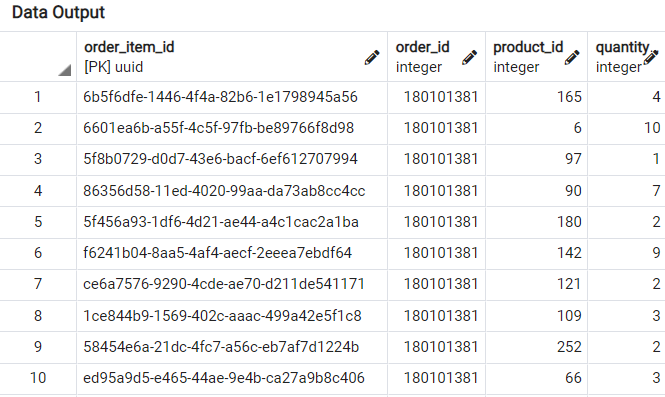 Data Output
order_item_id order_id product_id quantity
[PK] uuid integer integer integer
1 6b5f6dfe-1446-4f4a-82b6-1e1798945a56 180101381 165 4
2 6601ea6b-a55f-4c5f-97fb-be89766f8d98 180101381 6 10
3 5f8b0729-d0d7-43e6-bacf-6ef612707994 180101381 97 1
4 86356d58-11ed-4020-99aa-da73ab8cc4cc 180101381 90 7
5 5f456a93-1df6-4d21-ae44-a4c1cac2a1ba 180101381 180 2
6 f6241b04-8aa5-4af4-aecf-2eeea7ebdf64 180101381 142 9
7 ce6a7576-9290-4cde-ae70-d211de541171 180101381 121 2
8 1ce844b9-1569-402c-aaac-499a42e5f1c8 180101381 109 3
9 58454e6a-21dc-4fc7-a56c-eb7af7d1224b 180101381 252 2
10 ed95a9d5-e465-44ae-9e4b-ca27a9b8c406 180101381 66 3